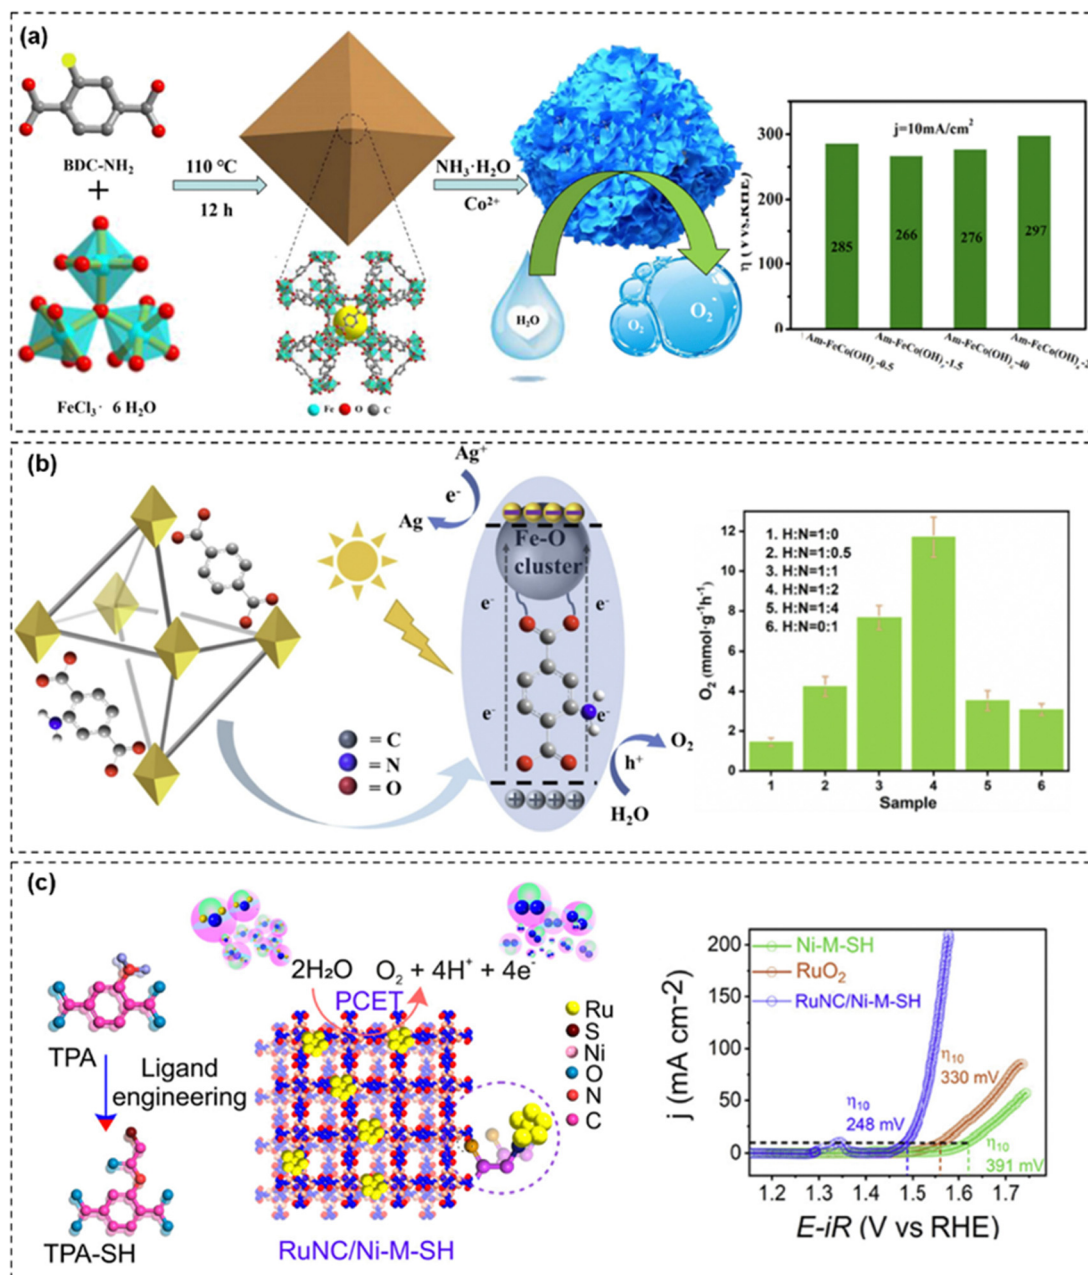 (a)
BDC-NH₂
+
FeCl₃· 6 H₂O
110 °C
12 h
Fe O C
NH₃·H₂O
Co²⁺
H₂O
O₂
O₂
j=10mA/cm²
η (V vs.RHE)
300
200
100
0
285
266
276
297
Am-FeCo(OH)ₓ-0.5
Am-FeCo(OH)ₓ-1.5
Am-FeCo(OH)ₓ-40
Am-FeCo(OH)ₓ-2
(b)
Ag⁺
e⁻
Ag
Fe-O
cluster
e⁻
e⁻
e⁻
e⁻
= C
= N
= O
O₂
h⁺
H₂O
1. H:N=1:0
2. H:N=1:0.5
3. H:N=1:1
4. H:N=1:2
5. H:N=1:4
6. H:N=0:1
O₂ (mmol·g⁻¹h⁻¹)
12
10
8
6
4
2
0
1 2 3 4 5 6
Sample
(c)
TPA
Ligand
engineering
TPA-SH
2H₂O O₂ + 4H⁺ + 4e⁻
PCET
Ru
S
Ni
O
N
C
RuNC/Ni-M-SH
Ni-M-SH
RuO₂
RuNC/Ni-M-SH
j (mA cm-2)
200
150
100
50
0
η₁₀
248 mV
η₁₀
330 mV
η₁₀
391 mV
1.2 1.3 1.4 1.5 1.6 1.7
E-iR (V vs RHE)